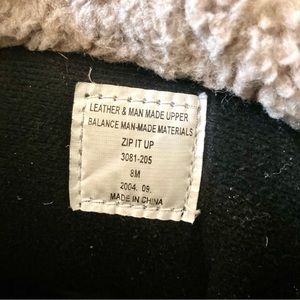 LEATHER & MAN MADE UPPER
BALANCE MAN-MADE MATERIALS
ZIP IT UP
3081-205
8M
2004. 09.
MADE IN CHINA